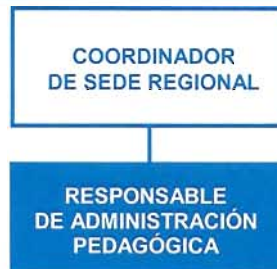 COORDINADOR
DE SEDE REGIONAL
RESPONSABLE
DE ADMINISTRACIÓN
PEDAGÓGICA